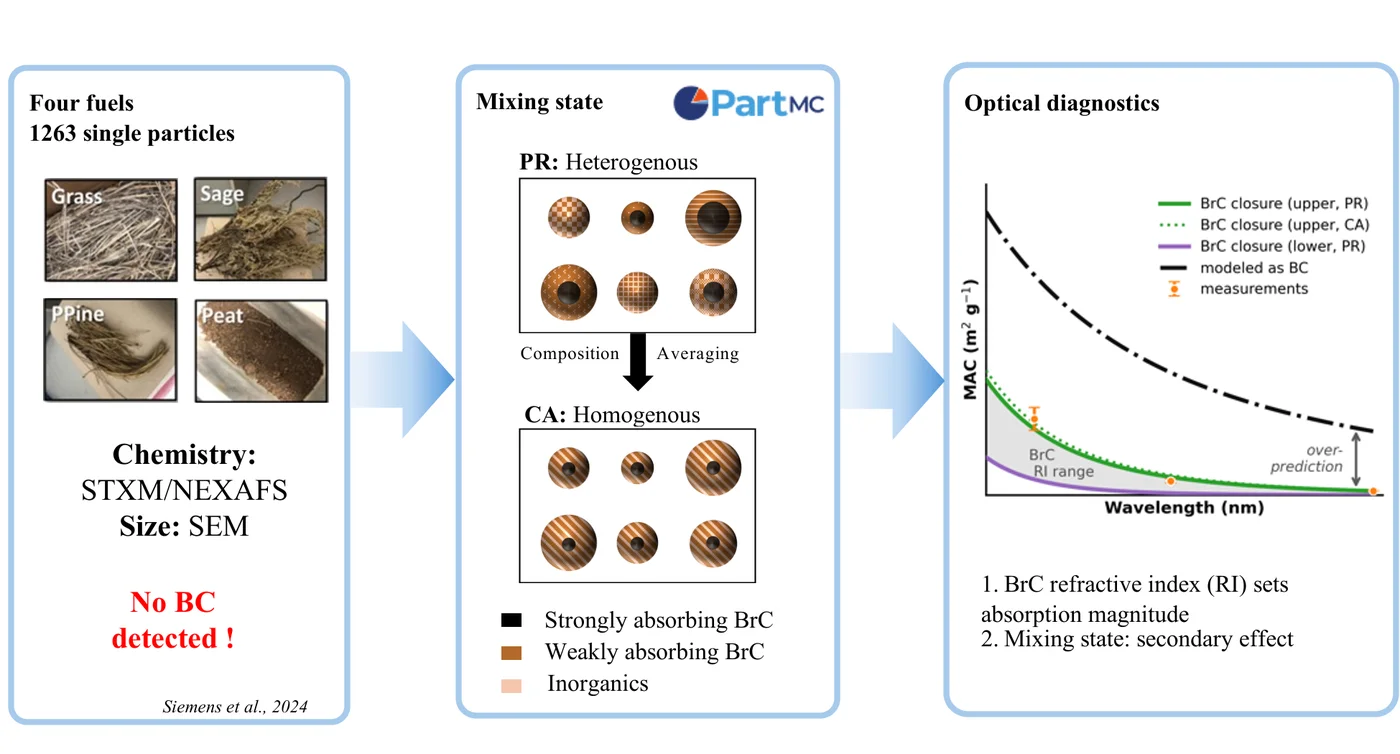 Four fuels
1263 single particles
Grass
Sage
PPine
Peat
Chemistry:
STXM/NEXAFS
Size: SEM
No BC
detected !
Siemens et al., 2024
Mixing state
PartMC
PR: Heterogenous
Composition
Averaging
CA: Homogenous
Strongly absorbing BrC
Weakly absorbing BrC
Inorganics
Optical diagnostics
BrC closure (upper, PR)
BrC closure (upper, CA)
BrC closure (lower, PR)
modeled as BC
measurements
MAC (m² g⁻¹)
BrC
RI range
over-
prediction
Wavelength (nm)
1. BrC refractive index (RI) sets
absorption magnitude
2. Mixing state: secondary effect